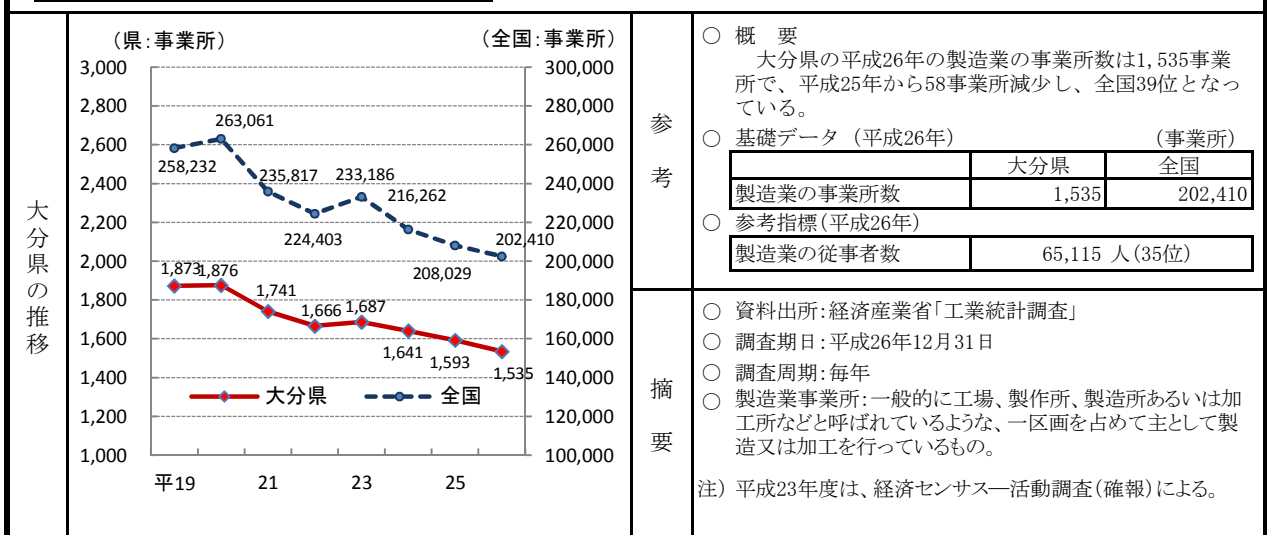 大分県の推移
（県：事業所）
（全国：事業所）
3,000
2,800
2,600
2,400
2,200
2,000
1,800
1,600
1,400
1,200
1,000
300,000
280,000
260,000
240,000
220,000
200,000
180,000
160,000
140,000
120,000
100,000
258,232
263,061
235,817
224,403
233,186
216,262
208,029
202,410
1,873
1,876
1,741
1,666
1,687
1,641
1,593
1,535
大分県
全国
平19
21
23
25
参考
○ 概　要
大分県の平成26年の製造業の事業所数は1,535事業
所で、平成25年から58事業所減少し、全国39位となっ
ている。
○ 基礎データ （平成26年） （事業所）
大分県 全国
製造業の事業所数 1,535 202,410
○ 参考指標（平成26年）
製造業の従事者数 65,115 人（35位）
摘要
○ 資料出所：経済産業省「工業統計調査」
○ 調査期日：平成26年12月31日
○ 調査周期：毎年
○ 製造業事業所：一般的に工場、製作所、製造所あるいは加
工所などと呼ばれているような、一区画を占めて主として製
造又は加工を行っているもの。
注） 平成23年度は、経済センサス―活動調査（確報）による。